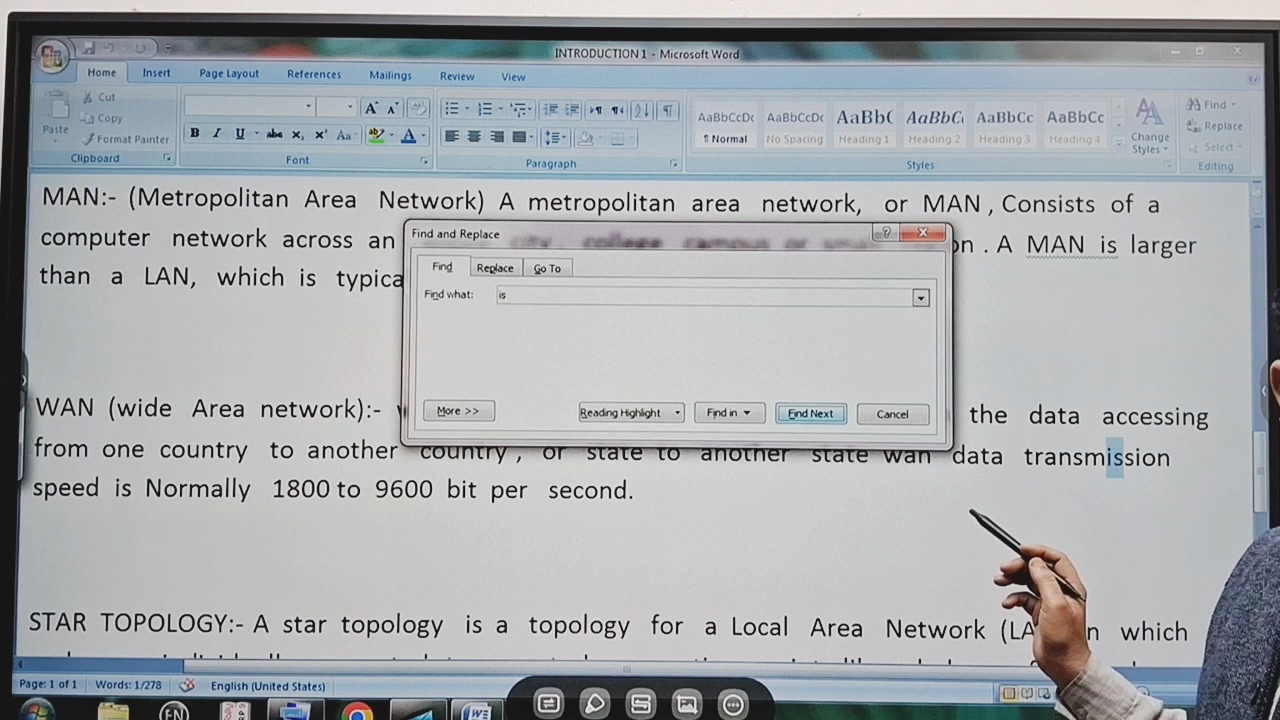 INTRODUCTION 1 - Microsoft Word
Home Insert Page Layout References Mailings Review View
Cut
Copy
Format Painter
Paste
Clipboard
Font
Paragraph
AaBbCcDc AaBbCcDc AaBbC AaBbC AaBbCc AaBbCc
¶ Normal No Spacing Heading 1 Heading 2 Heading 3 Heading 4
Change Styles
Styles
Find
Replace
Select
Editing
MAN:- (Metropolitan Area Network) A metropolitan area network, or MAN , Consists of a
computer network across an city college campus or small . A MAN is larger
than a LAN, which is
Find and Replace
Find Replace Go To
Find what: is
More >> Reading Highlight Find in Find Next Cancel
WAN (wide Area network):- the data accessing
from one country to another country , or state to another state wan data transmission
speed is Normally 1800 to 9600 bit per second.
STAR TOPOLOGY:- A star topology is a topology for a Local Area Network (LA which
Page: 1 of 1 Words: 1/278 English (United States)
EN